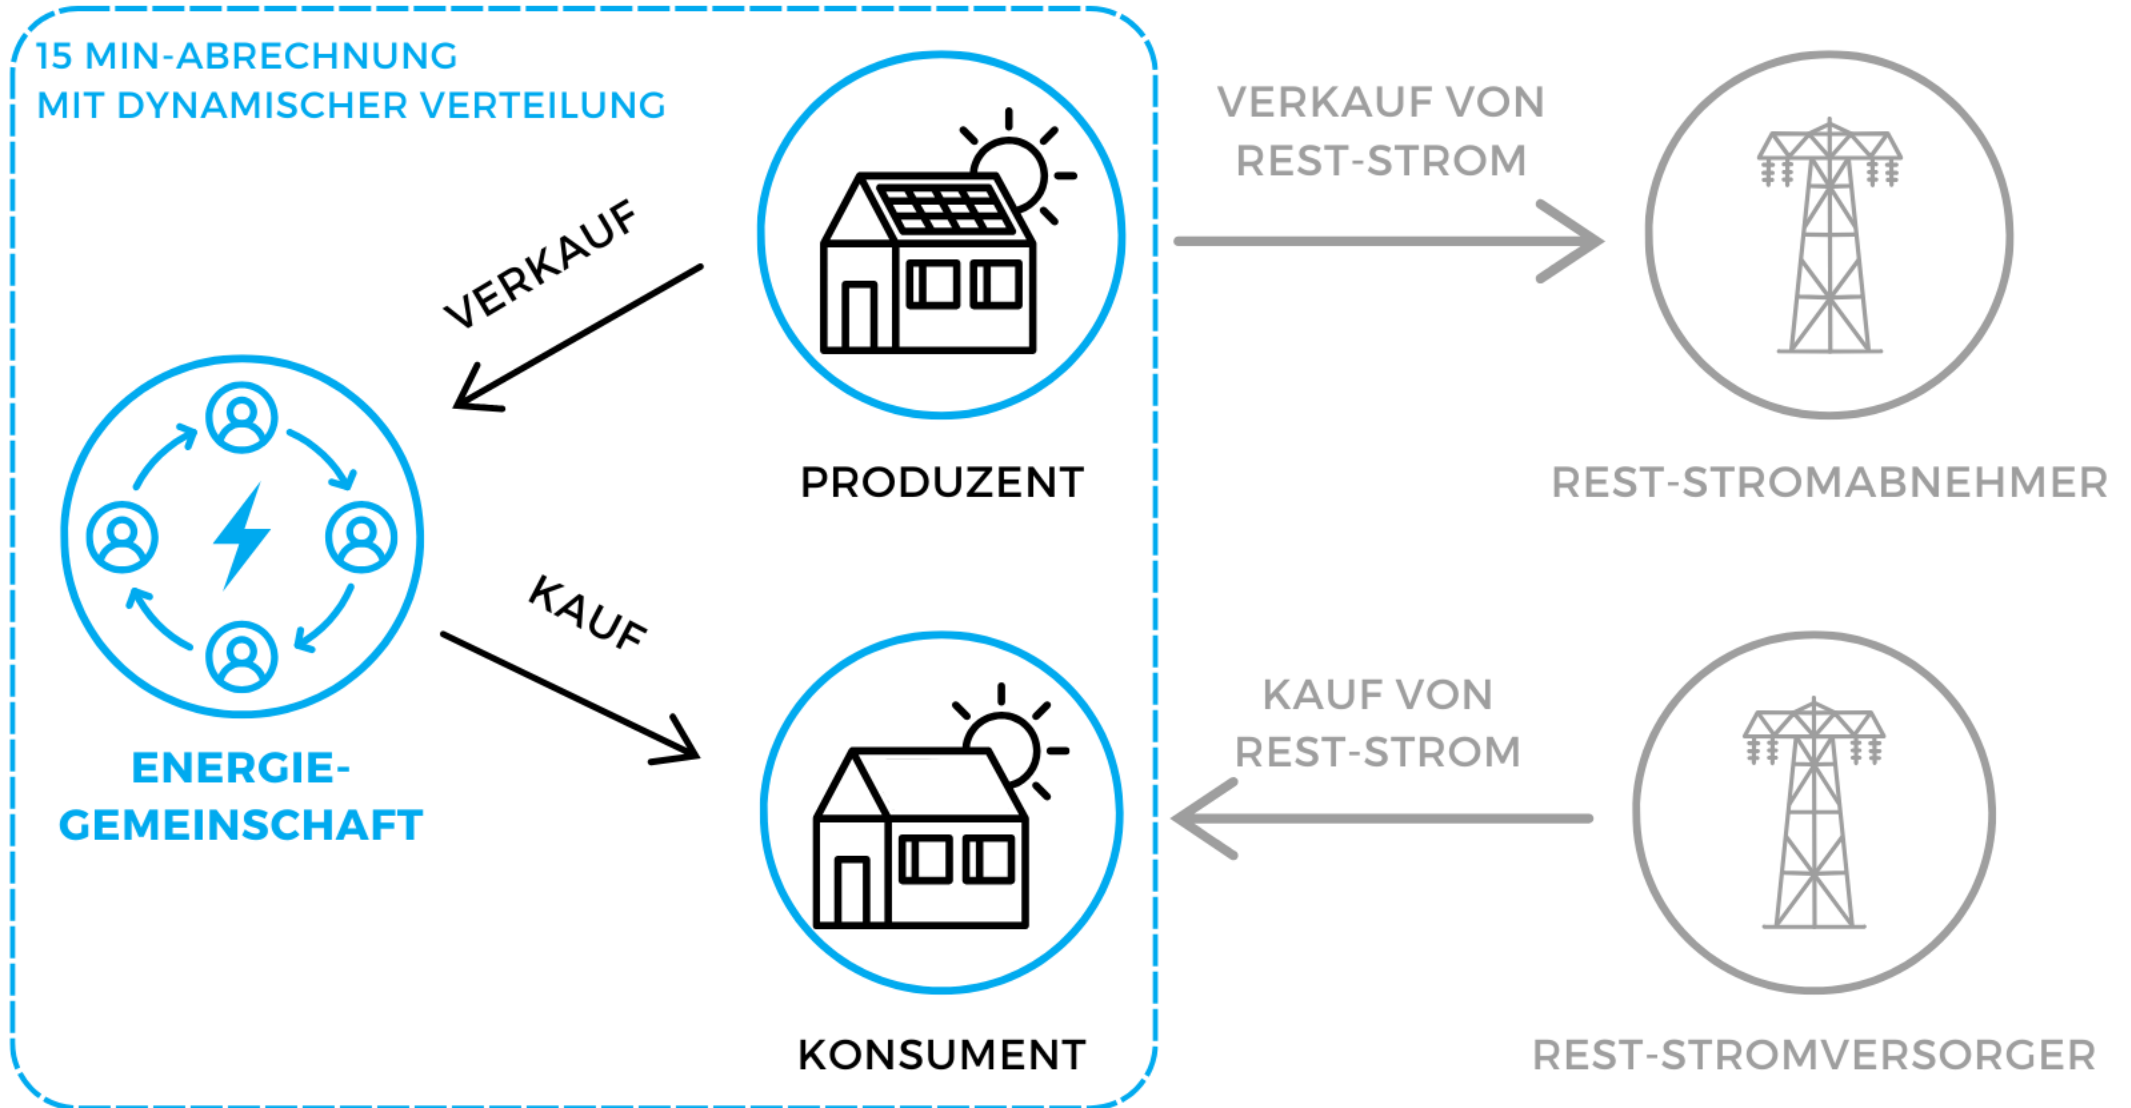 15 MIN-ABRECHNUNG
MIT DYNAMISCHER VERTEILUNG
VERKAUF
PRODUZENT
VERKAUF VON
REST-STROM
REST-STROMABNEHMER
ENERGIE-
GEMEINSCHAFT
KAUF
KONSUMENT
KAUF VON
REST-STROM
REST-STROMVERSORGER